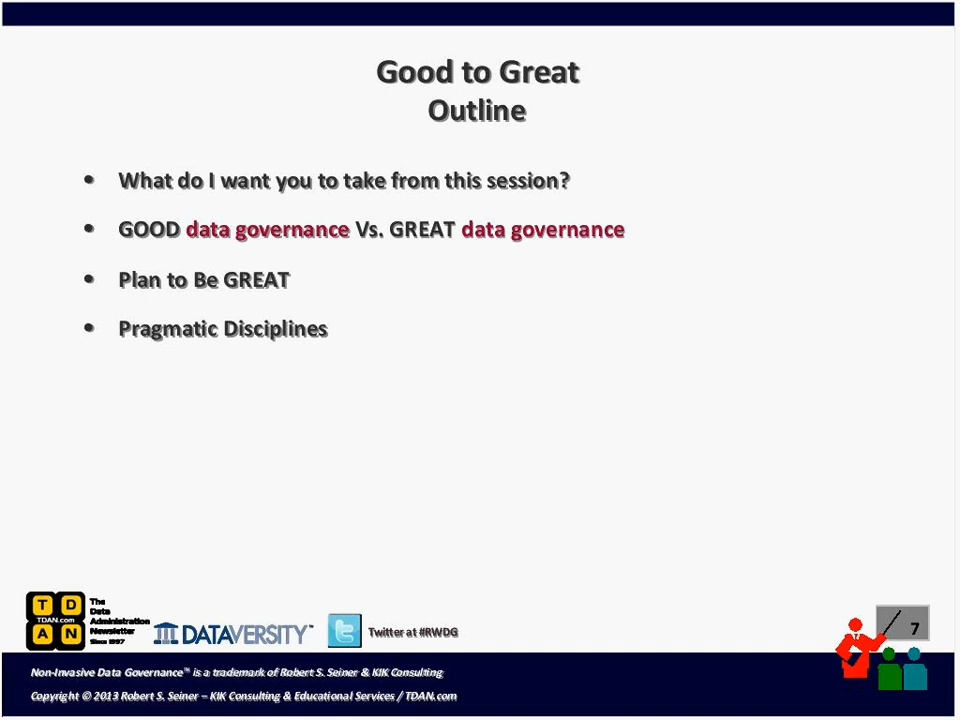 Good to Great
Outline
• What do I want you to take from this session?
• GOOD data governance Vs. GREAT data governance
• Plan to Be GREAT
• Pragmatic Disciplines
T D
TDAN.com
A N
The
Data
Administration
Newsletter
Since 1997
DATAVERSITY™
Twitter at #RWDG
7
Non-Invasive Data Governance™ is a trademark of Robert S. Seiner & KIK Consulting
Copyright © 2013 Robert S. Seiner – KIK Consulting & Educational Services / TDAN.com